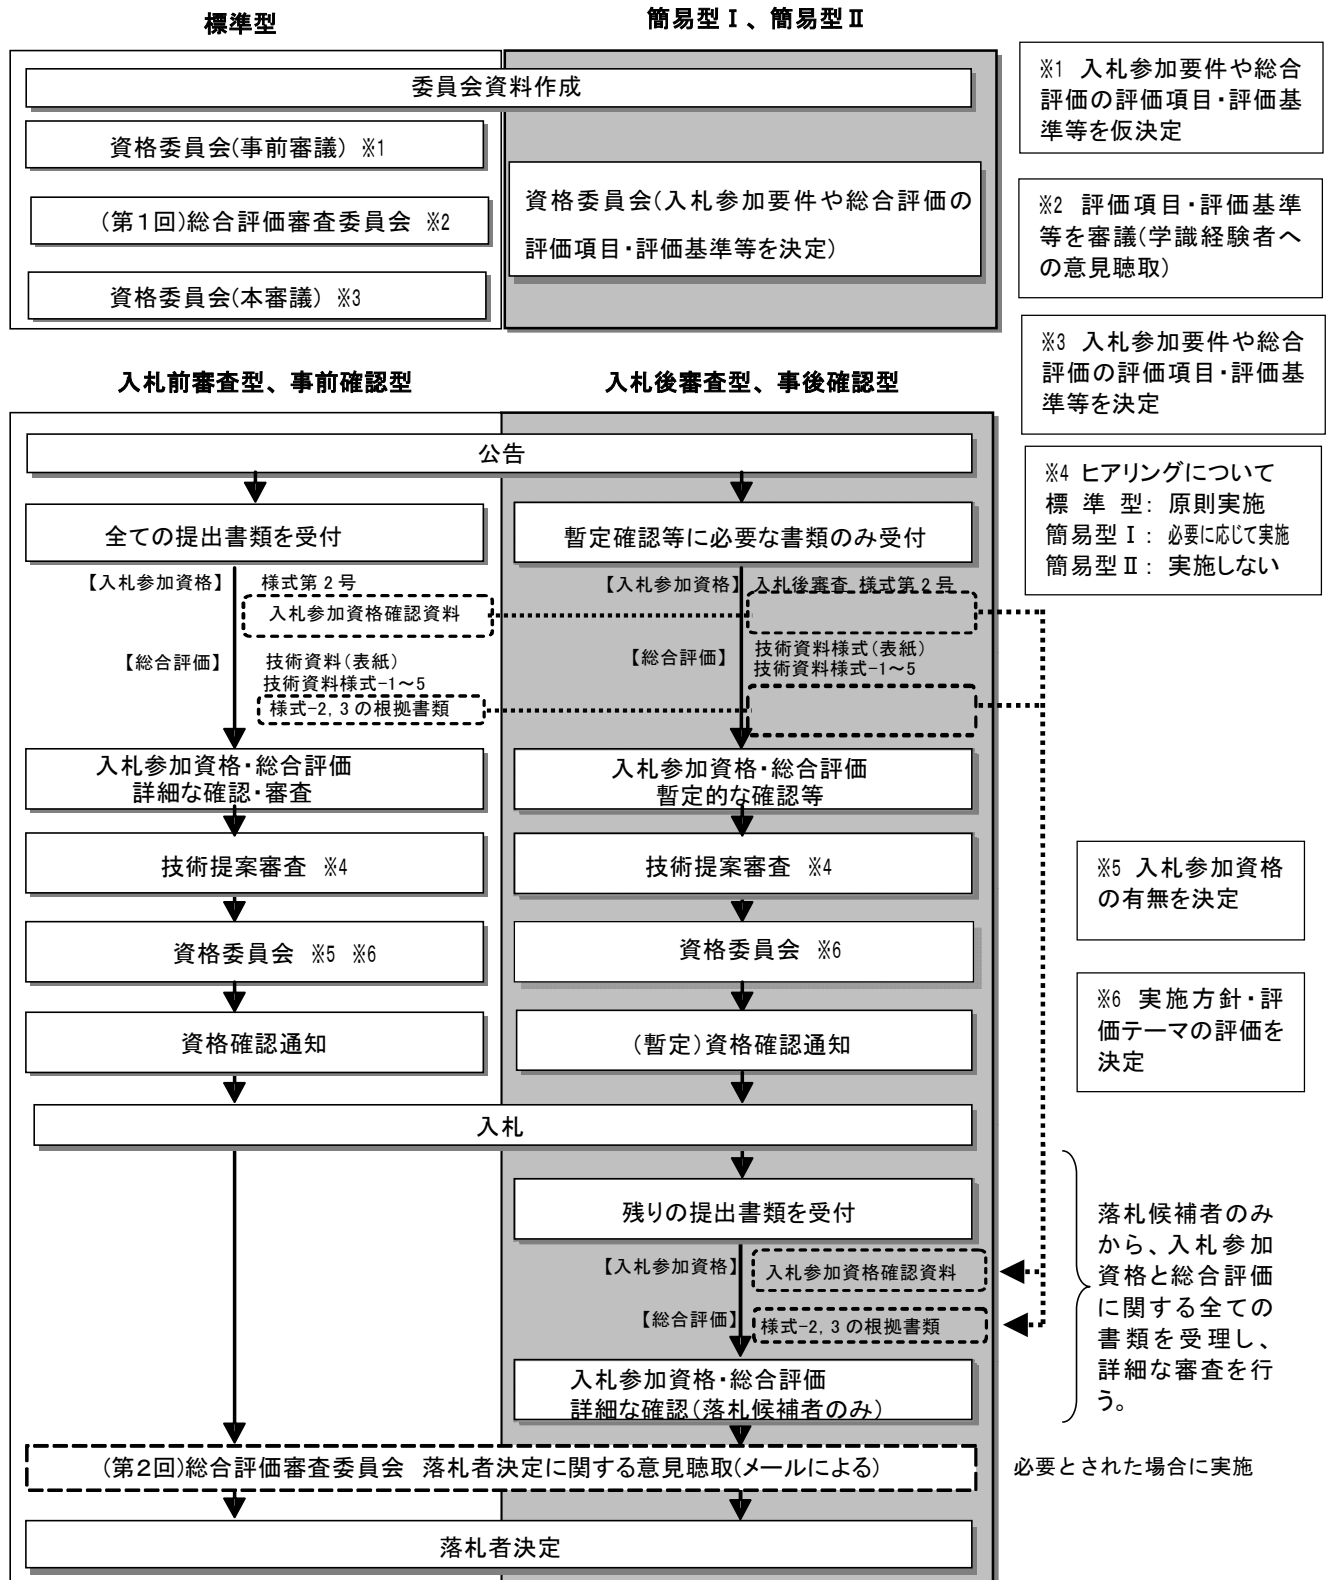 標準型
簡易型Ⅰ、簡易型Ⅱ
委員会資料作成
資格委員会(事前審議) ※1
(第1回)総合評価審査委員会 ※2
資格委員会(本審議) ※3
資格委員会(入札参加要件や総合評価の
評価項目・評価基準等を決定)
※1 入札参加要件や総合
評価の評価項目・評価基
準等を仮決定
※2 評価項目・評価基準
等を審議(学識経験者へ
の意見聴取)
※3 入札参加要件や総合
評価の評価項目・評価基
準等を決定
※4 ヒアリングについて
標 準 型: 原則実施
簡易型Ⅰ: 必要に応じて実施
簡易型Ⅱ: 実施しない
入札前審査型、事前確認型
入札後審査型、事後確認型
公告
全ての提出書類を受付
暫定確認等に必要な書類のみ受付
【入札参加資格】 様式第2号
入札参加資格確認資料
【総合評価】 技術資料(表紙)
技術資料様式-1~5
様式-2,3の根拠書類
【入札参加資格】 入札後審査 様式第2号
【総合評価】 技術資料様式(表紙)
技術資料様式-1~5
入札参加資格・総合評価
詳細な確認・審査
入札参加資格・総合評価
暫定的な確認等
技術提案審査 ※4
技術提案審査 ※4
資格委員会 ※5 ※6
資格委員会 ※6
資格確認通知
(暫定)資格確認通知
※5 入札参加資格
の有無を決定
※6 実施方針・評
価テーマの評価を
決定
入札
残りの提出書類を受付
【入札参加資格】 入札参加資格確認資料
【総合評価】 様式-2,3の根拠書類
入札参加資格・総合評価
詳細な確認(落札候補者のみ)
落札候補者のみ
から、入札参加
資格と総合評価
に関する全ての
書類を受理し、
詳細な審査を行
う。
(第2回)総合評価審査委員会 落札者決定に関する意見聴取(メールによる)
必要とされた場合に実施
落札者決定